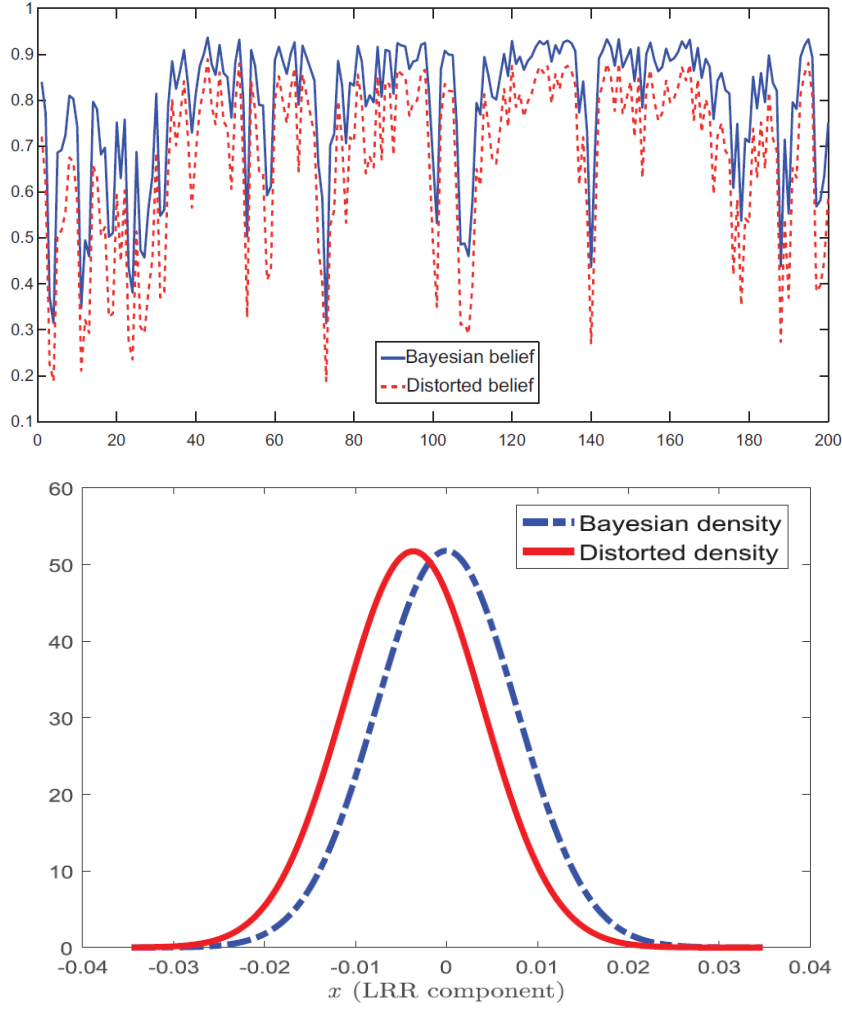 1
0.9
0.8
0.7
0.6
0.5
0.4
0.3
0.2
0.1
Bayesian belief
Distorted belief
0 20 40 60 80 100 120 140 160 180 200
60
50
40
30
20
10
0
Bayesian density
Distorted density
-0.04 -0.03 -0.02 -0.01 0 0.01 0.02 0.03 0.04
x (LRR component)